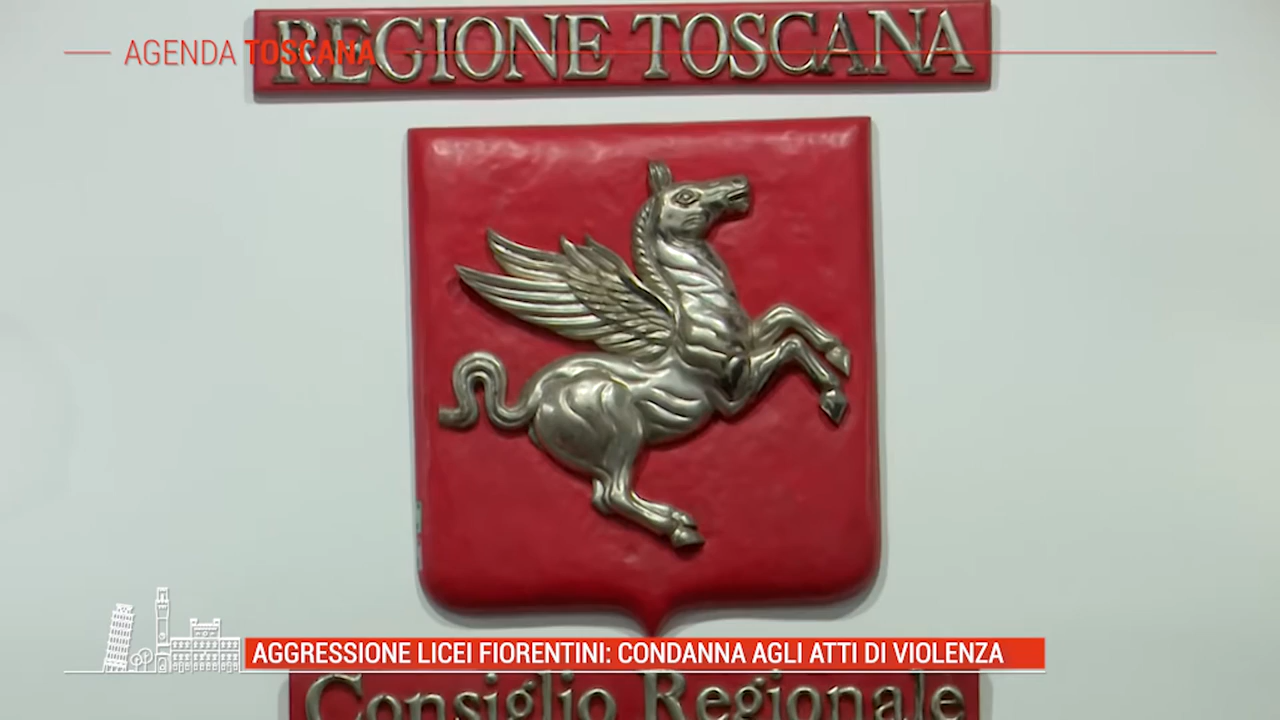 REGIONE TOSCANA
AGENDA TOSCANA
AGGRESSIONE LICEI FIORENTINI: CONDANNA AGLI ATTI DI VIOLENZA
Consiglio Regionale